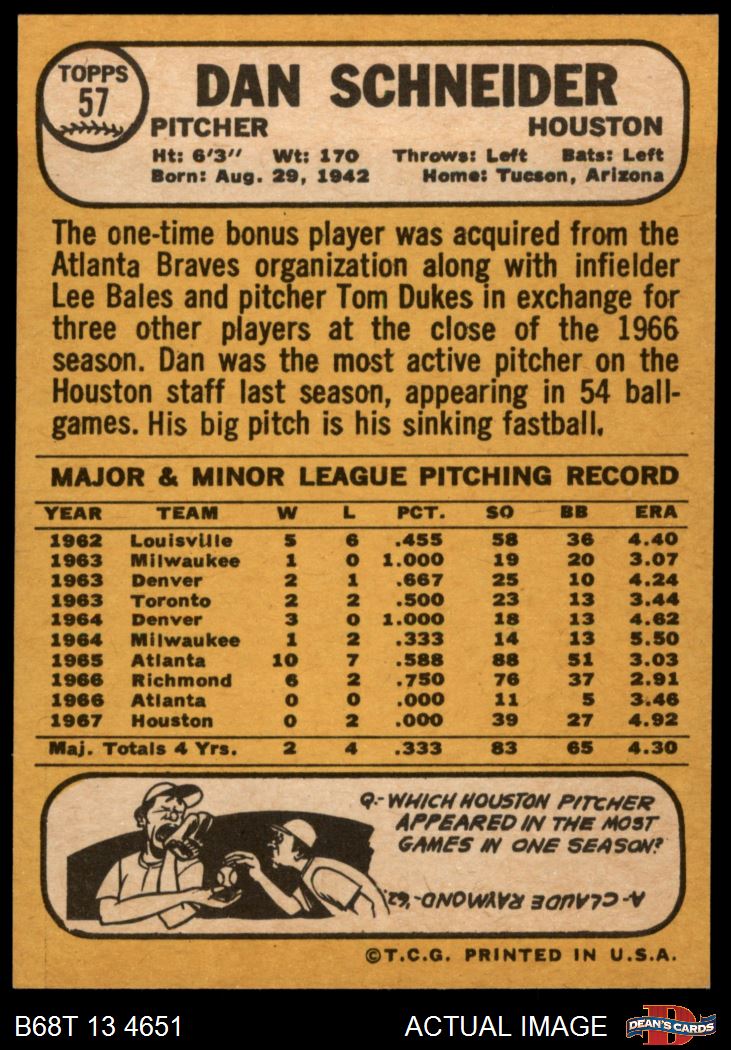 TOPPS
57
DAN SCHNEIDER
PITCHER HOUSTON
Ht: 6'3" Wt: 170 Throws: Left Bats: Left
Born: Aug. 29, 1942 Home: Tucson, Arizona
The one-time bonus player was acquired from the
Atlanta Braves organization along with infielder
Lee Bales and pitcher Tom Dukes in exchange for
three other players at the close of the 1966
season. Dan was the most active pitcher on the
Houston staff last season, appearing in 54 ball-
games. His big pitch is his sinking fastball.
MAJOR & MINOR LEAGUE PITCHING RECORD
YEAR TEAM W L PCT. SO BB ERA
1962 Louisville 5 6 .455 58 36 4.40
1963 Milwaukee 1 0 1.000 19 20 3.07
1963 Denver 2 1 .667 25 10 4.24
1963 Toronto 2 2 .500 23 13 3.44
1964 Denver 3 0 1.000 18 13 4.62
1964 Milwaukee 1 2 .333 14 13 5.50
1965 Atlanta 10 7 .588 88 51 3.03
1966 Richmond 6 2 .750 76 37 2.91
1966 Atlanta 0 0 .000 11 5 3.46
1967 Houston 0 2 .000 39 27 4.92
Maj. Totals 4 Yrs. 2 4 .333 83 65 4.30
Q.- WHICH HOUSTON PITCHER
APPEARED IN THE MOST
GAMES IN ONE SEASON?
A- CLAUDE RAYMOND-'62.
©T.C.G. PRINTED IN U.S.A.
B68T 13 4651 ACTUAL IMAGE
DEAN'S CARDS